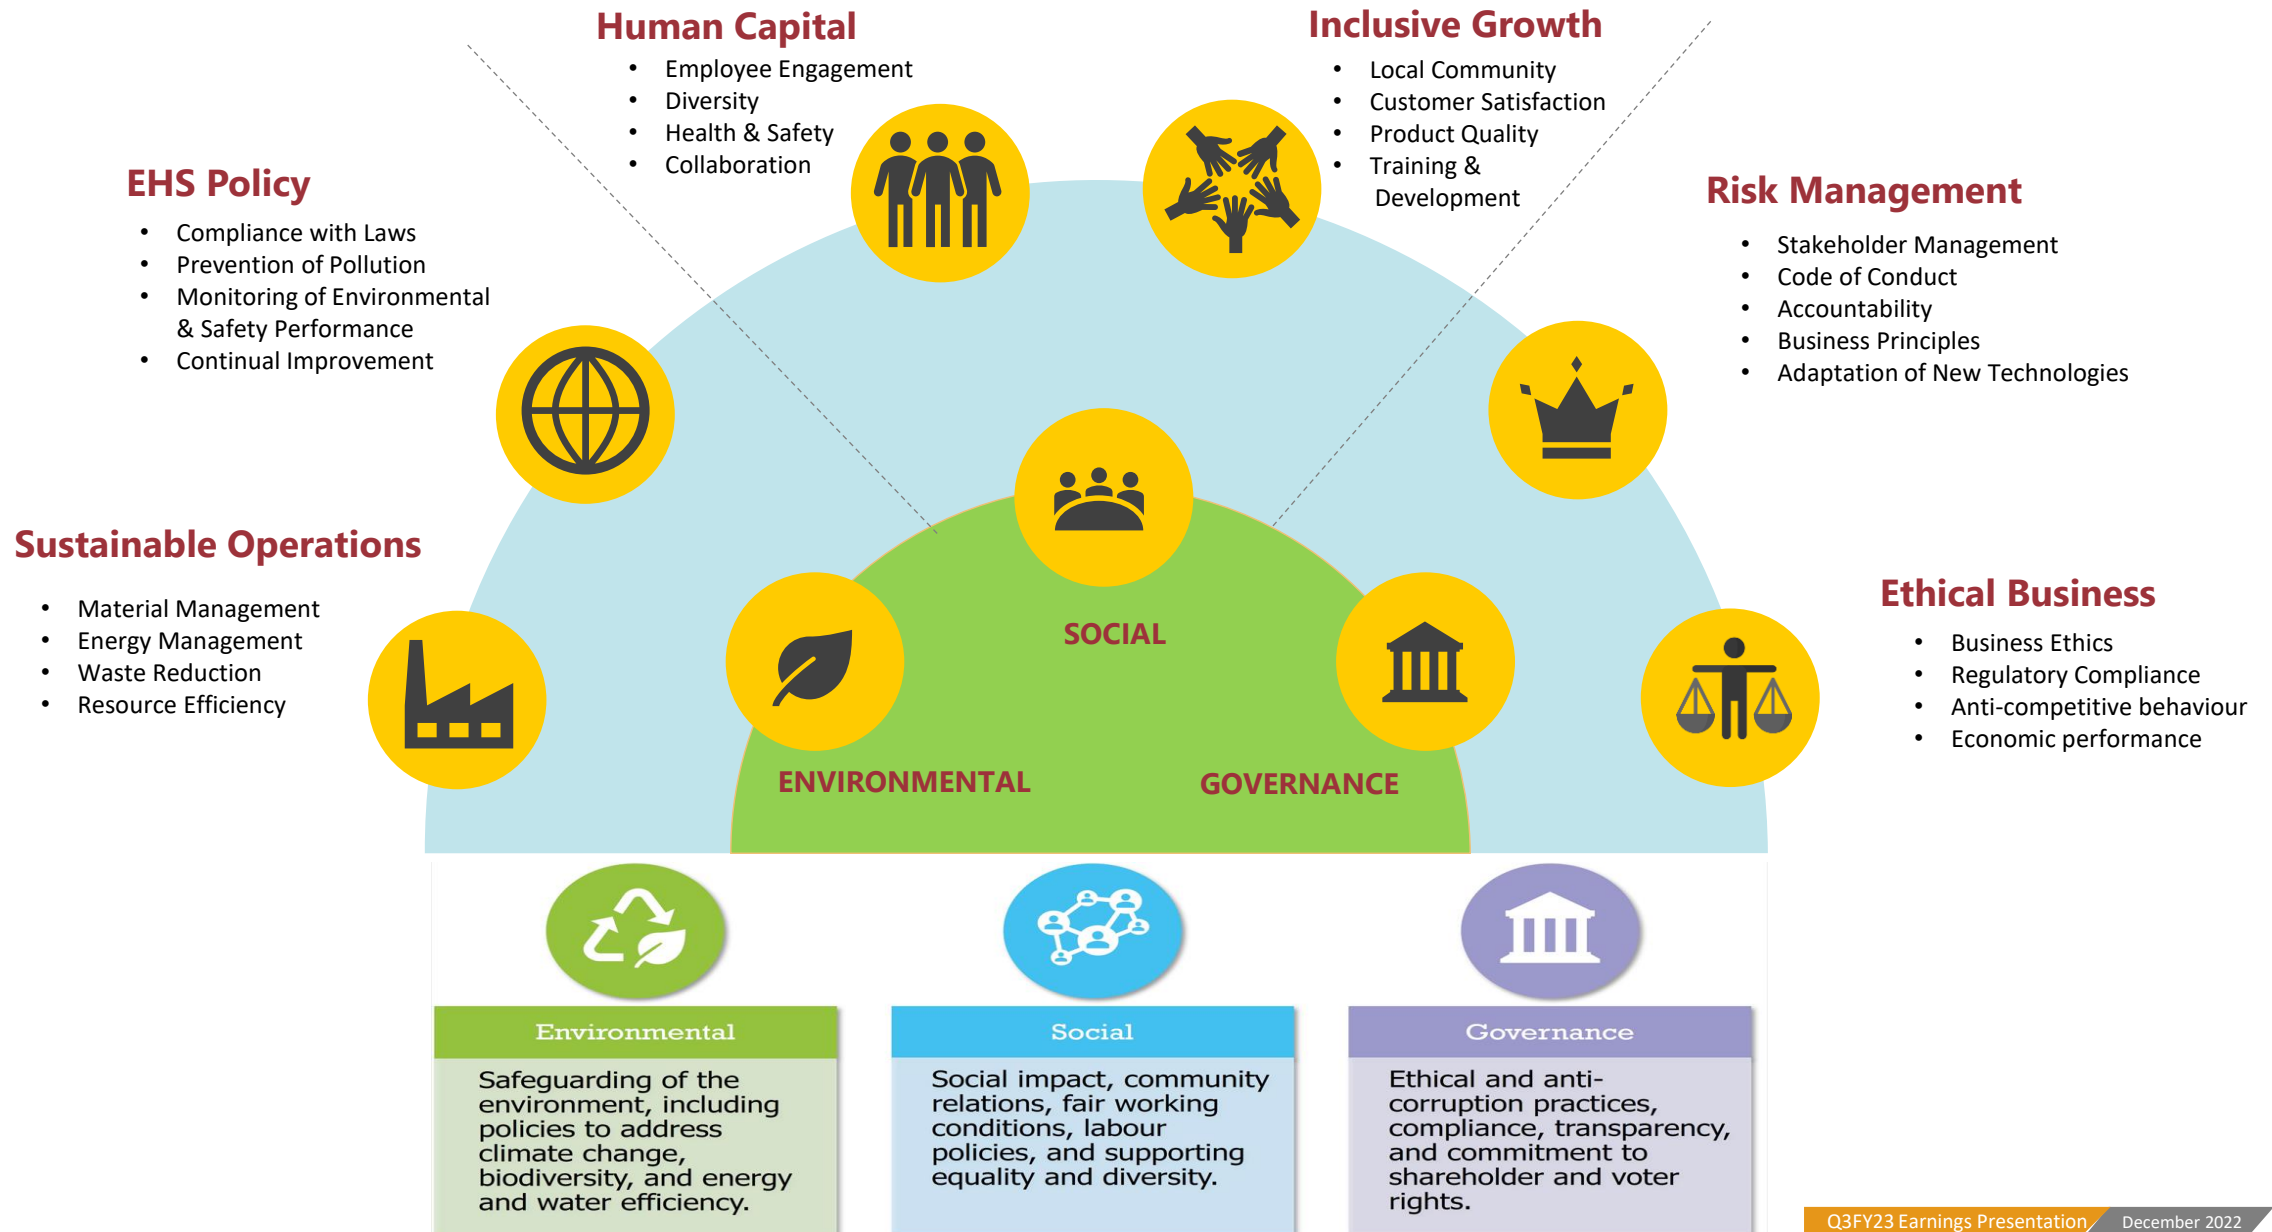 Human Capital
• Employee Engagement
• Diversity
• Health & Safety
• Collaboration
Inclusive Growth
• Local Community
• Customer Satisfaction
• Product Quality
• Training &
Development
EHS Policy
• Compliance with Laws
• Prevention of Pollution
• Monitoring of Environmental
& Safety Performance
• Continual Improvement
Risk Management
• Stakeholder Management
• Code of Conduct
• Accountability
• Business Principles
• Adaptation of New Technologies
Sustainable Operations
• Material Management
• Energy Management
• Waste Reduction
• Resource Efficiency
Ethical Business
• Business Ethics
• Regulatory Compliance
• Anti-competitive behaviour
• Economic performance
SOCIAL
ENVIRONMENTAL
GOVERNANCE
Environmental
Safeguarding of the
environment, including
policies to address
climate change,
biodiversity, and energy
and water efficiency.
Social
Social impact, community
relations, fair working
conditions, labour
policies, and supporting
equality and diversity.
Governance
Ethical and anti-
corruption practices,
compliance, transparency,
and commitment to
shareholder and voter
rights.
Q3FY23 Earnings Presentation
December 2022